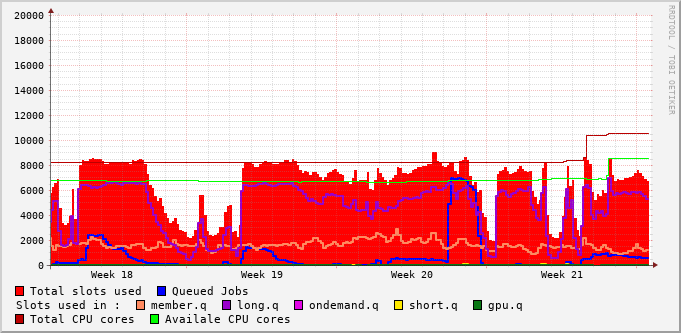 20000
18000
16000
14000
12000
10000
8000
6000
4000
2000
0
Week 18 Week 19 Week 20 Week 21
RRDTOOL / TOBI OETIKER
Total slots used Queued Jobs
Slots used in : member.q long.q ondemand.q short.q gpu.q
Total CPU cores Availale CPU cores